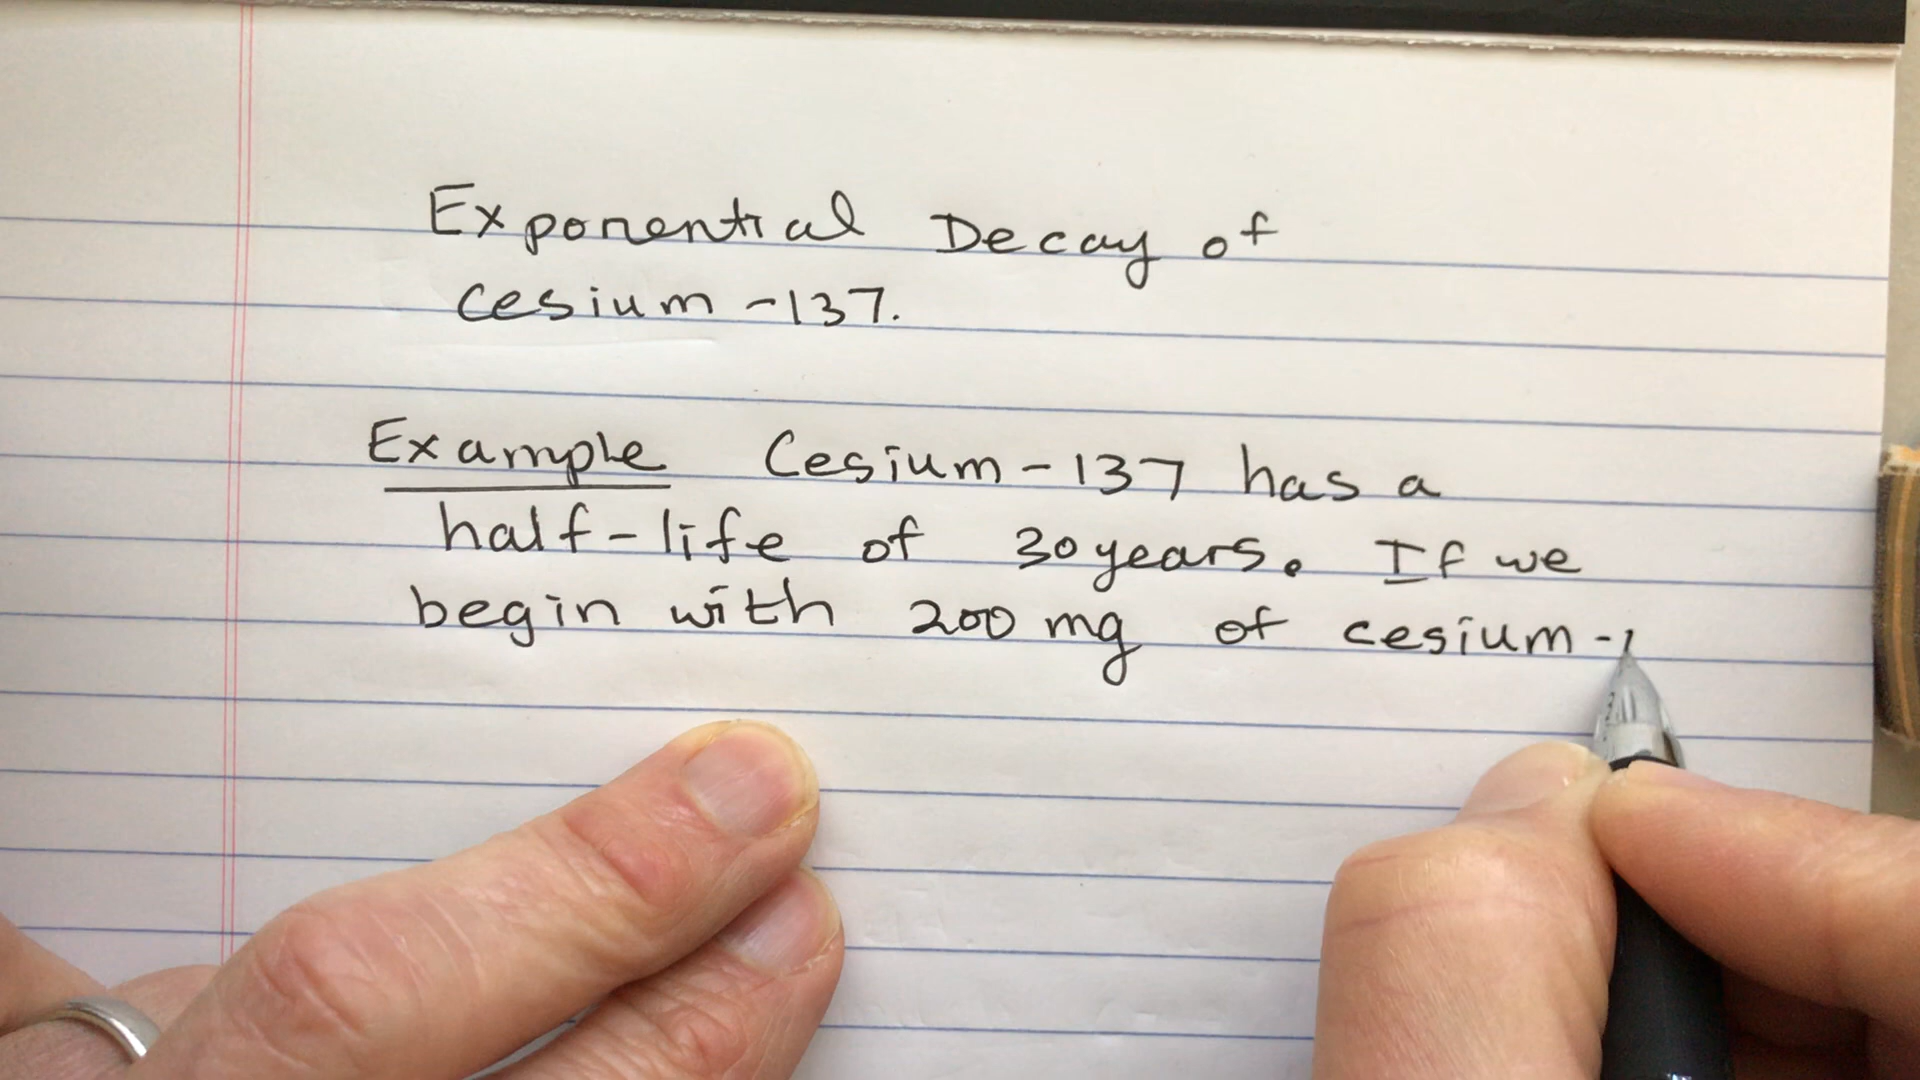 Exponential Decay of
cesium-137.
Example Cesium-137 has a
half-life of 30 years. If we
begin with 200 mg of cesium-1